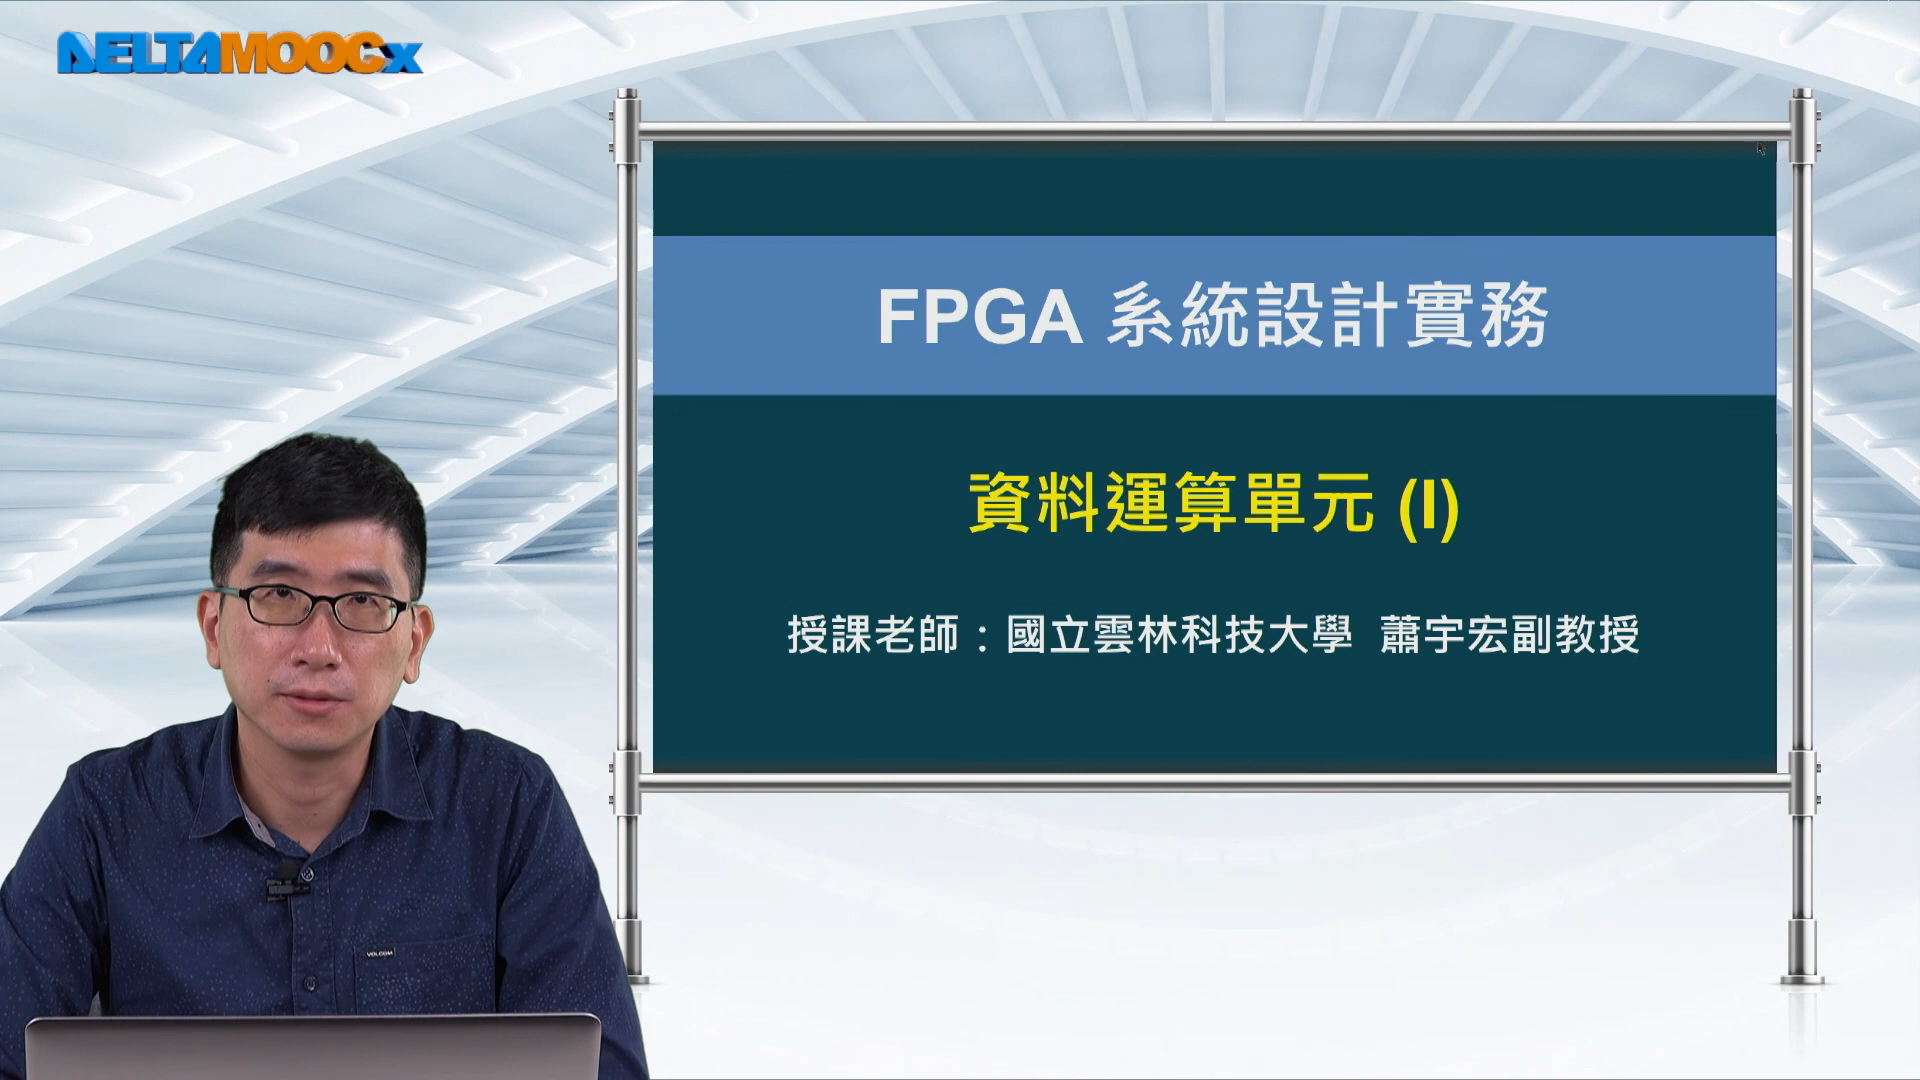 DELTAMOOCx
FPGA 系統設計實務
資料運算單元 (I)
授課老師：國立雲林科技大學 蕭宇宏副教授
VOLCOM